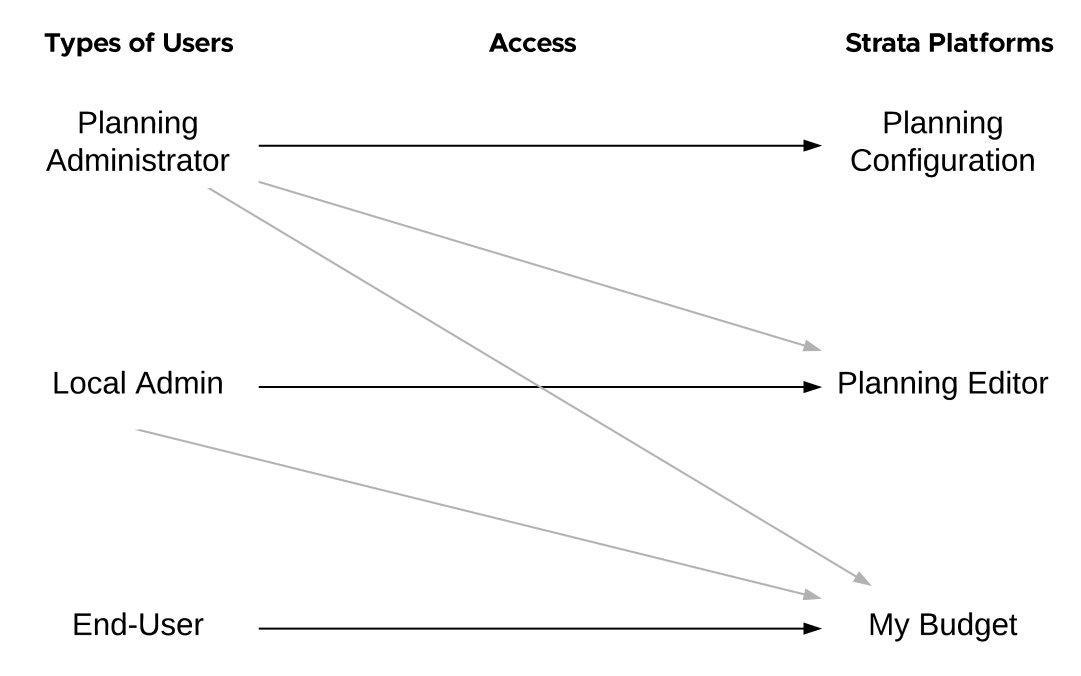 Types of Users
Access
Strata Platforms
Planning
Administrator
Planning
Configuration
Local Admin
Planning Editor
End-User
My Budget